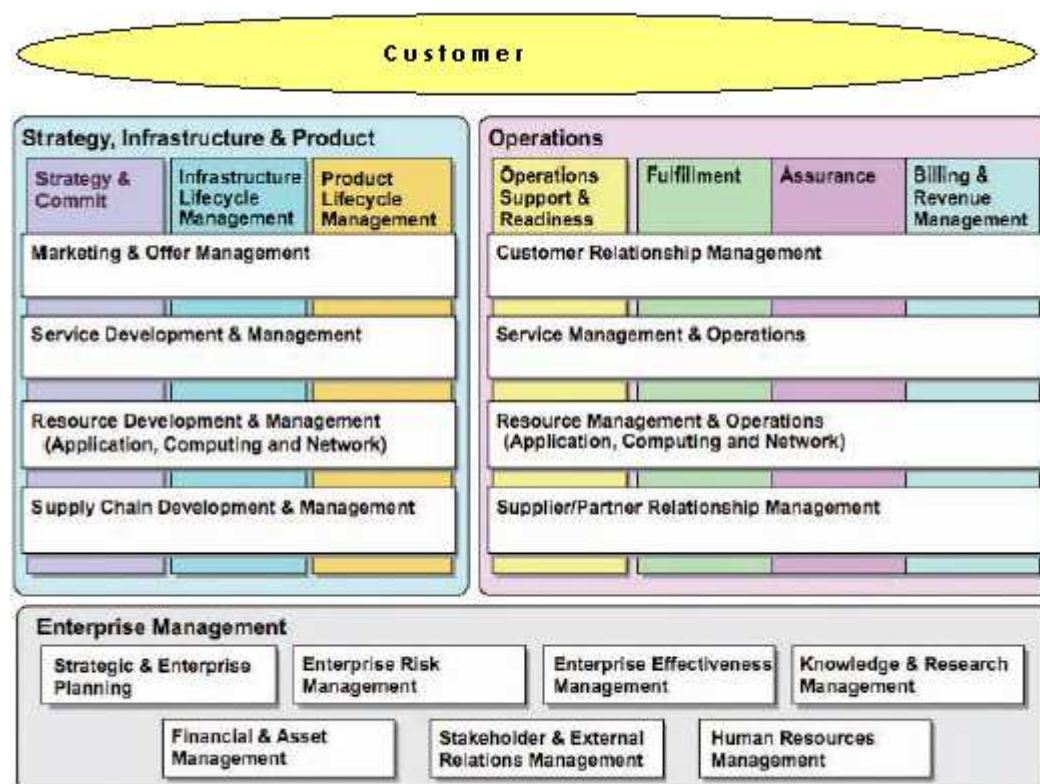 Customer
Strategy, Infrastructure & Product
Strategy &
Commit
Infrastructure
Lifecycle
Management
Product
Lifecycle
Management
Marketing & Offer Management
Service Development & Management
Resource Development & Management
(Application, Computing and Network)
Supply Chain Development & Management
Operations
Operations
Support &
Readiness
Fulfillment
Assurance
Billing &
Revenue
Management
Customer Relationship Management
Service Management & Operations
Resource Management & Operations
(Application, Computing and Network)
Supplier/Partner Relationship Management
Enterprise Management
Strategic & Enterprise
Planning
Enterprise Risk
Management
Enterprise Effectiveness
Management
Knowledge & Research
Management
Financial & Asset
Management
Stakeholder & External
Relations Management
Human Resources
Management